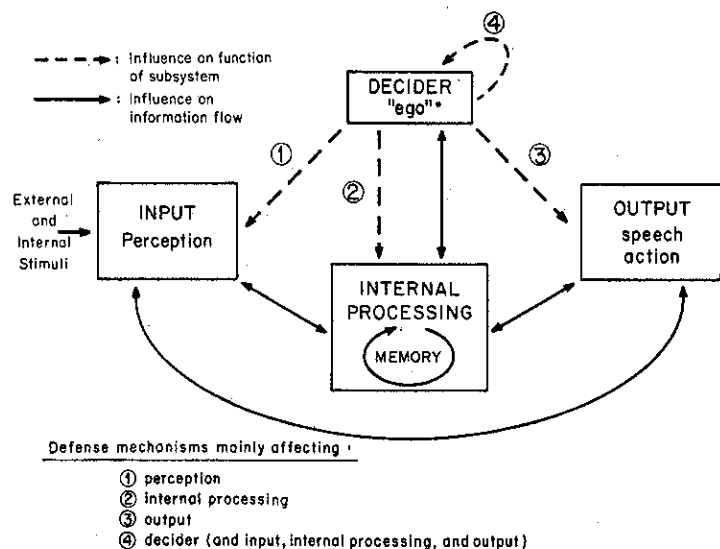 ④
: Influence on function
of subsystem
: Influence on
information flow
DECIDER
"ego"*
①
②
③
External
and
Internal
Stimuli
INPUT
Perception
OUTPUT
speech
action
INTERNAL
PROCESSING
MEMORY
Defense mechanisms mainly affecting :
① perception
② internal processing
③ output
④ decider (and input, internal processing, and output)